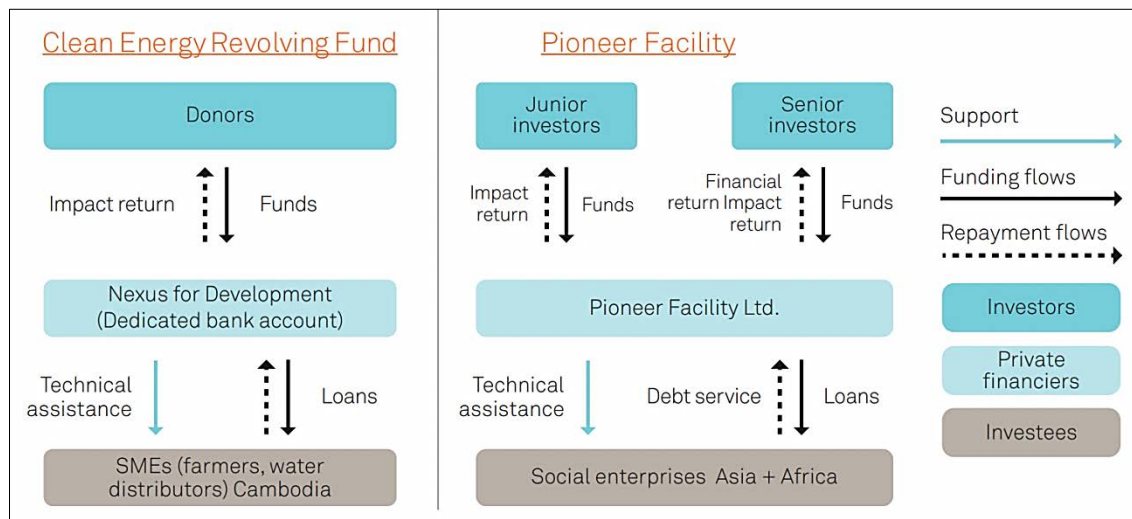 Clean Energy Revolving Fund
Donors
Impact return
Funds
Nexus for Development
(Dedicated bank account)
Technical
assistance
Loans
SMEs (farmers, water
distributors) Cambodia
Pioneer Facility
Junior
investors
Senior
investors
Impact
return
Funds
Financial
return Impact
return
Funds
Pioneer Facility Ltd.
Technical
assistance
Debt service
Loans
Social enterprises Asia + Africa
Support
Funding flows
Repayment flows
Investors
Private
financiers
Investees